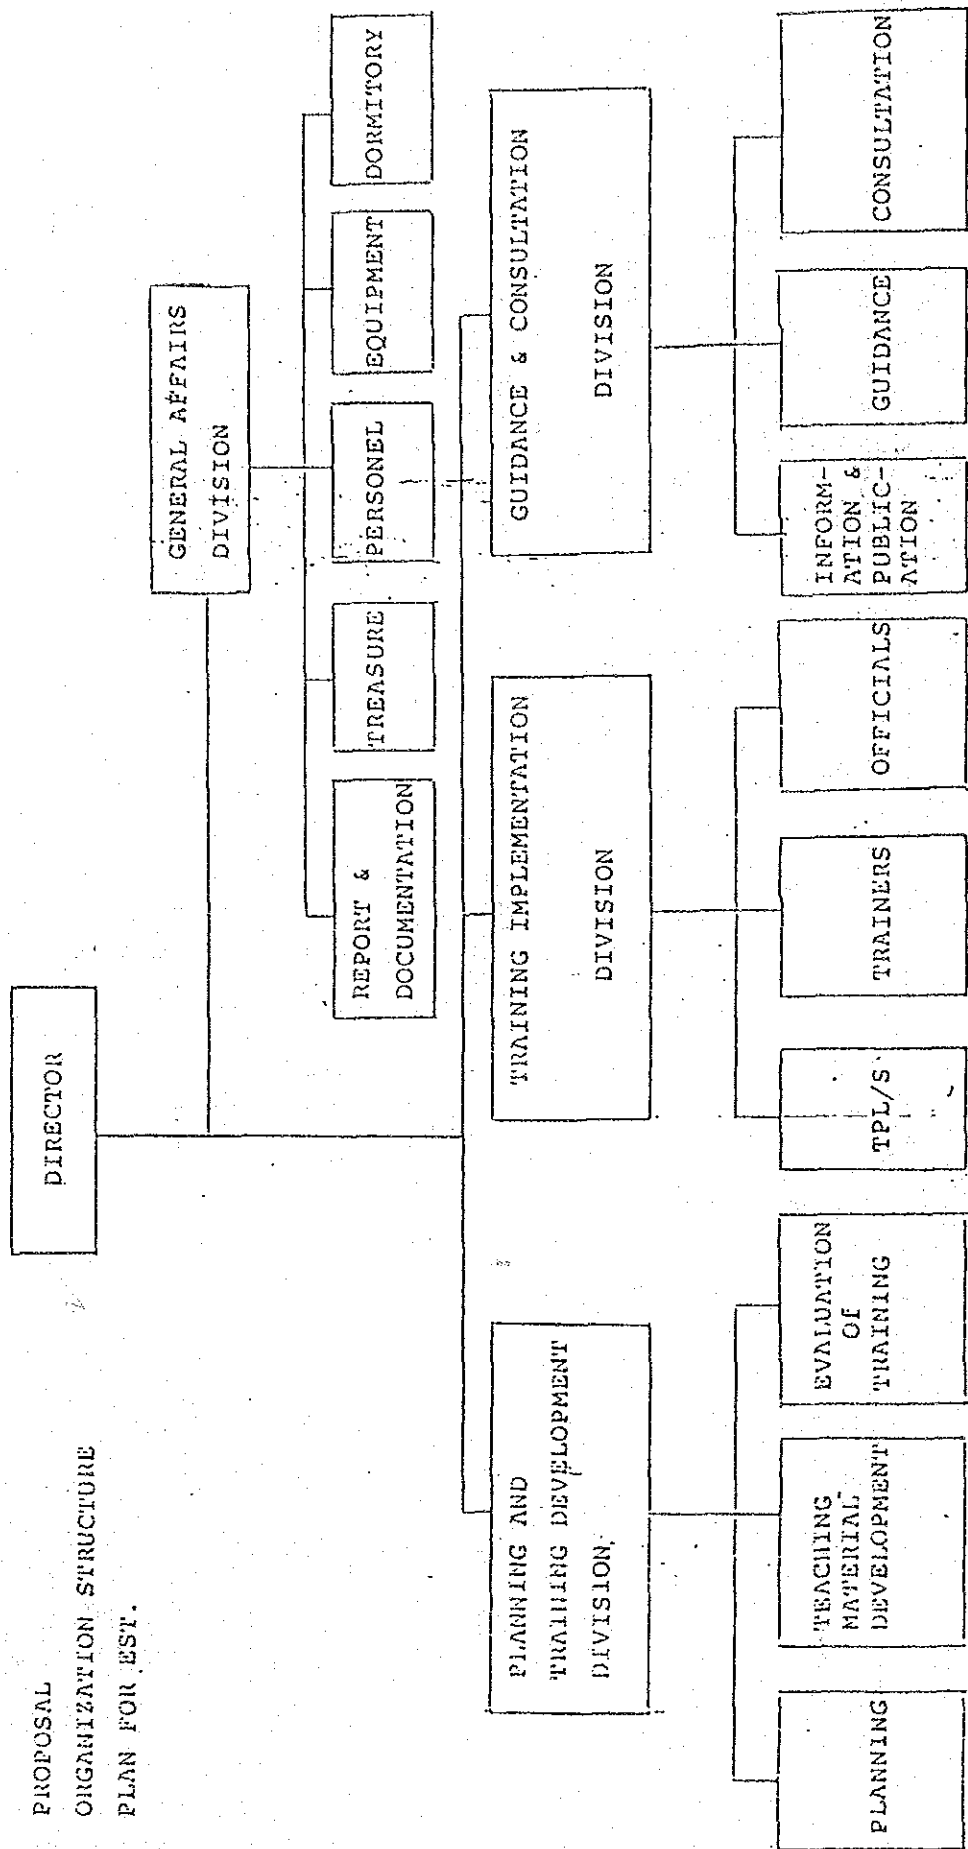 PROPOSAL
ORGANIZATION STRUCTURE
PLAN FOR EST.
DIRECTOR
GENERAL AFFAIRS
DIVISION
REPORT &
DOCUMENTATION
TREASURE
PERSONEL
EQUIPMENT
DORMITORY
PLANNING AND
TRAINING DEVELOPMENT
DIVISION.
TRAINING IMPLEMENTATION
DIVISION
GUIDANCE & CONSULTATION
DIVISION
PLANNING
TEACHING
MATERIAL
DEVELOPMENT
EVALUATION
Of
TRAINING
TPL/S
TRAINERS
OFFICIALS
INFORM-
ATION &
PUBLIC-
ATION
GUIDANCE
CONSULTATION